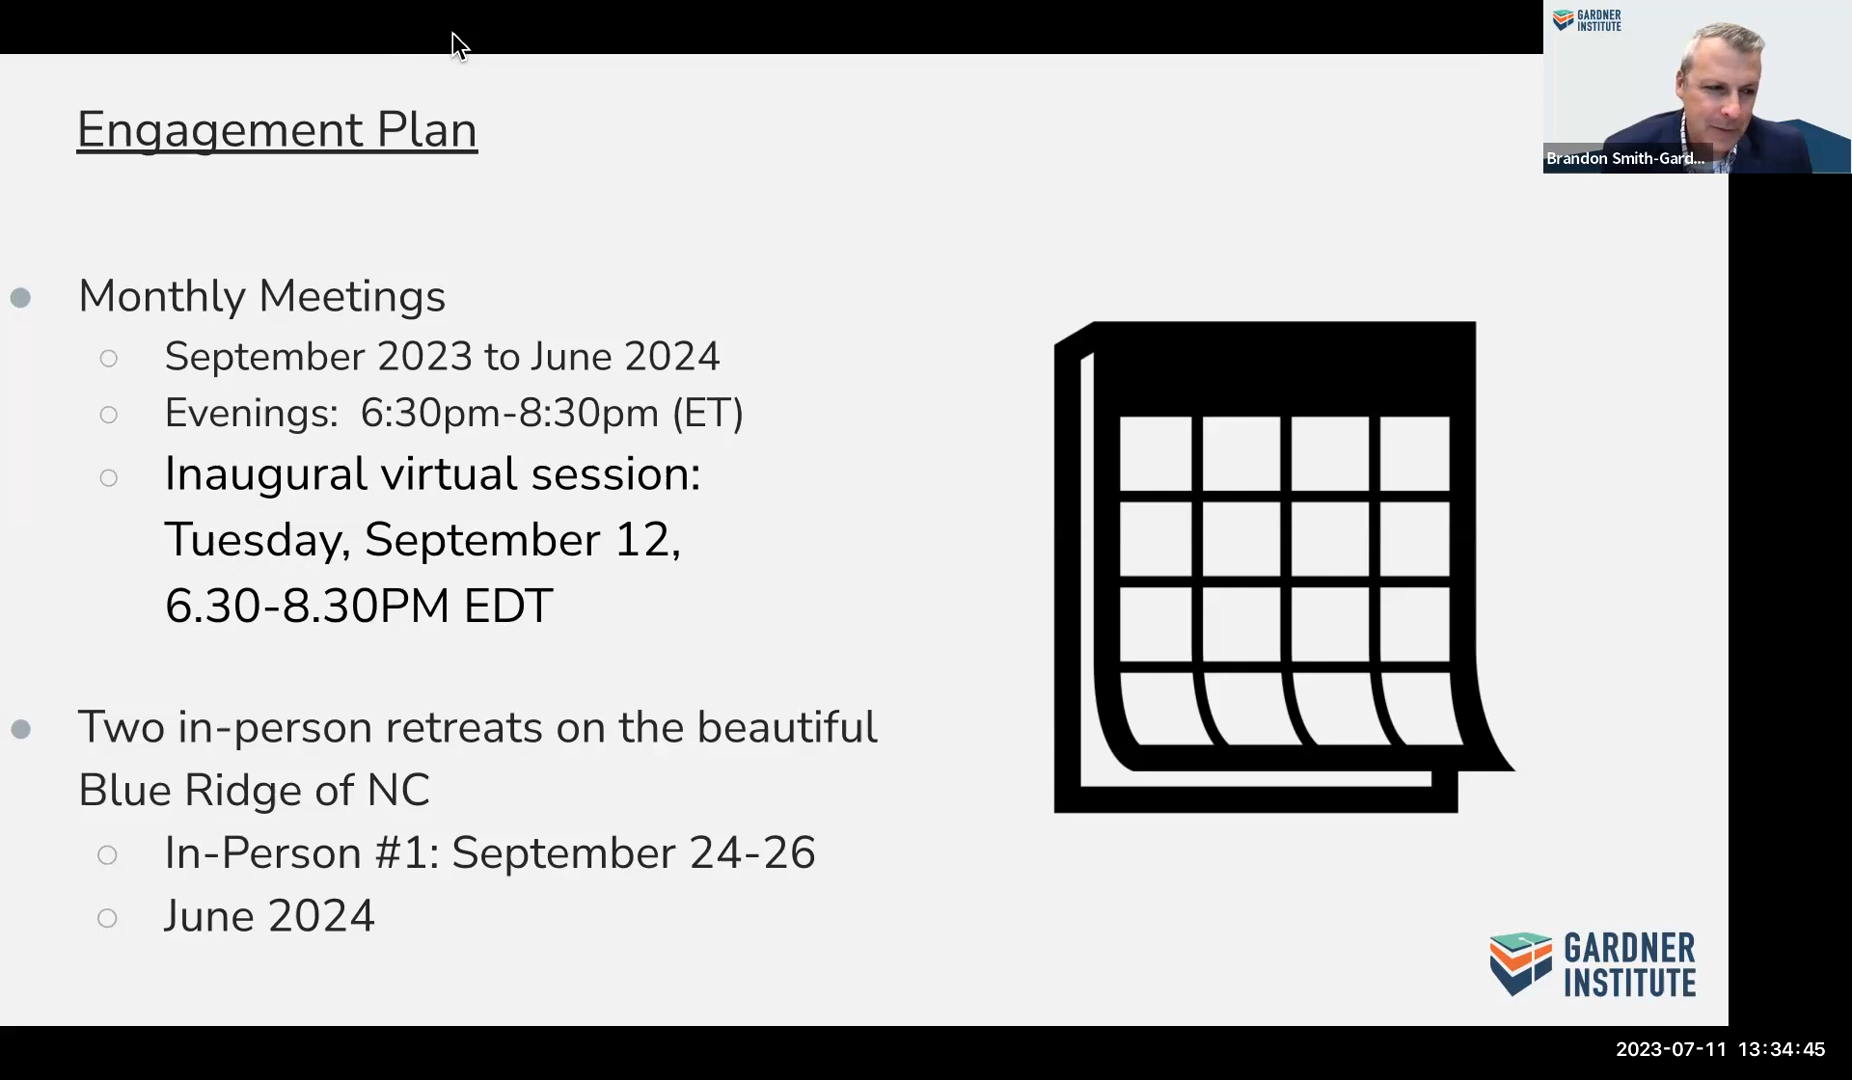 GARDNER
INSTITUTE
Brandon Smith-Gard...
Engagement Plan
Monthly Meetings
September 2023 to June 2024
Evenings:  6:30pm-8:30pm (ET)
Inaugural virtual session:
Tuesday, September 12,
6.30-8.30PM EDT
Two in-person retreats on the beautiful
Blue Ridge of NC
In-Person #1: September 24-26
June 2024
GARDNER
INSTITUTE
2023-07-11 13:34:45